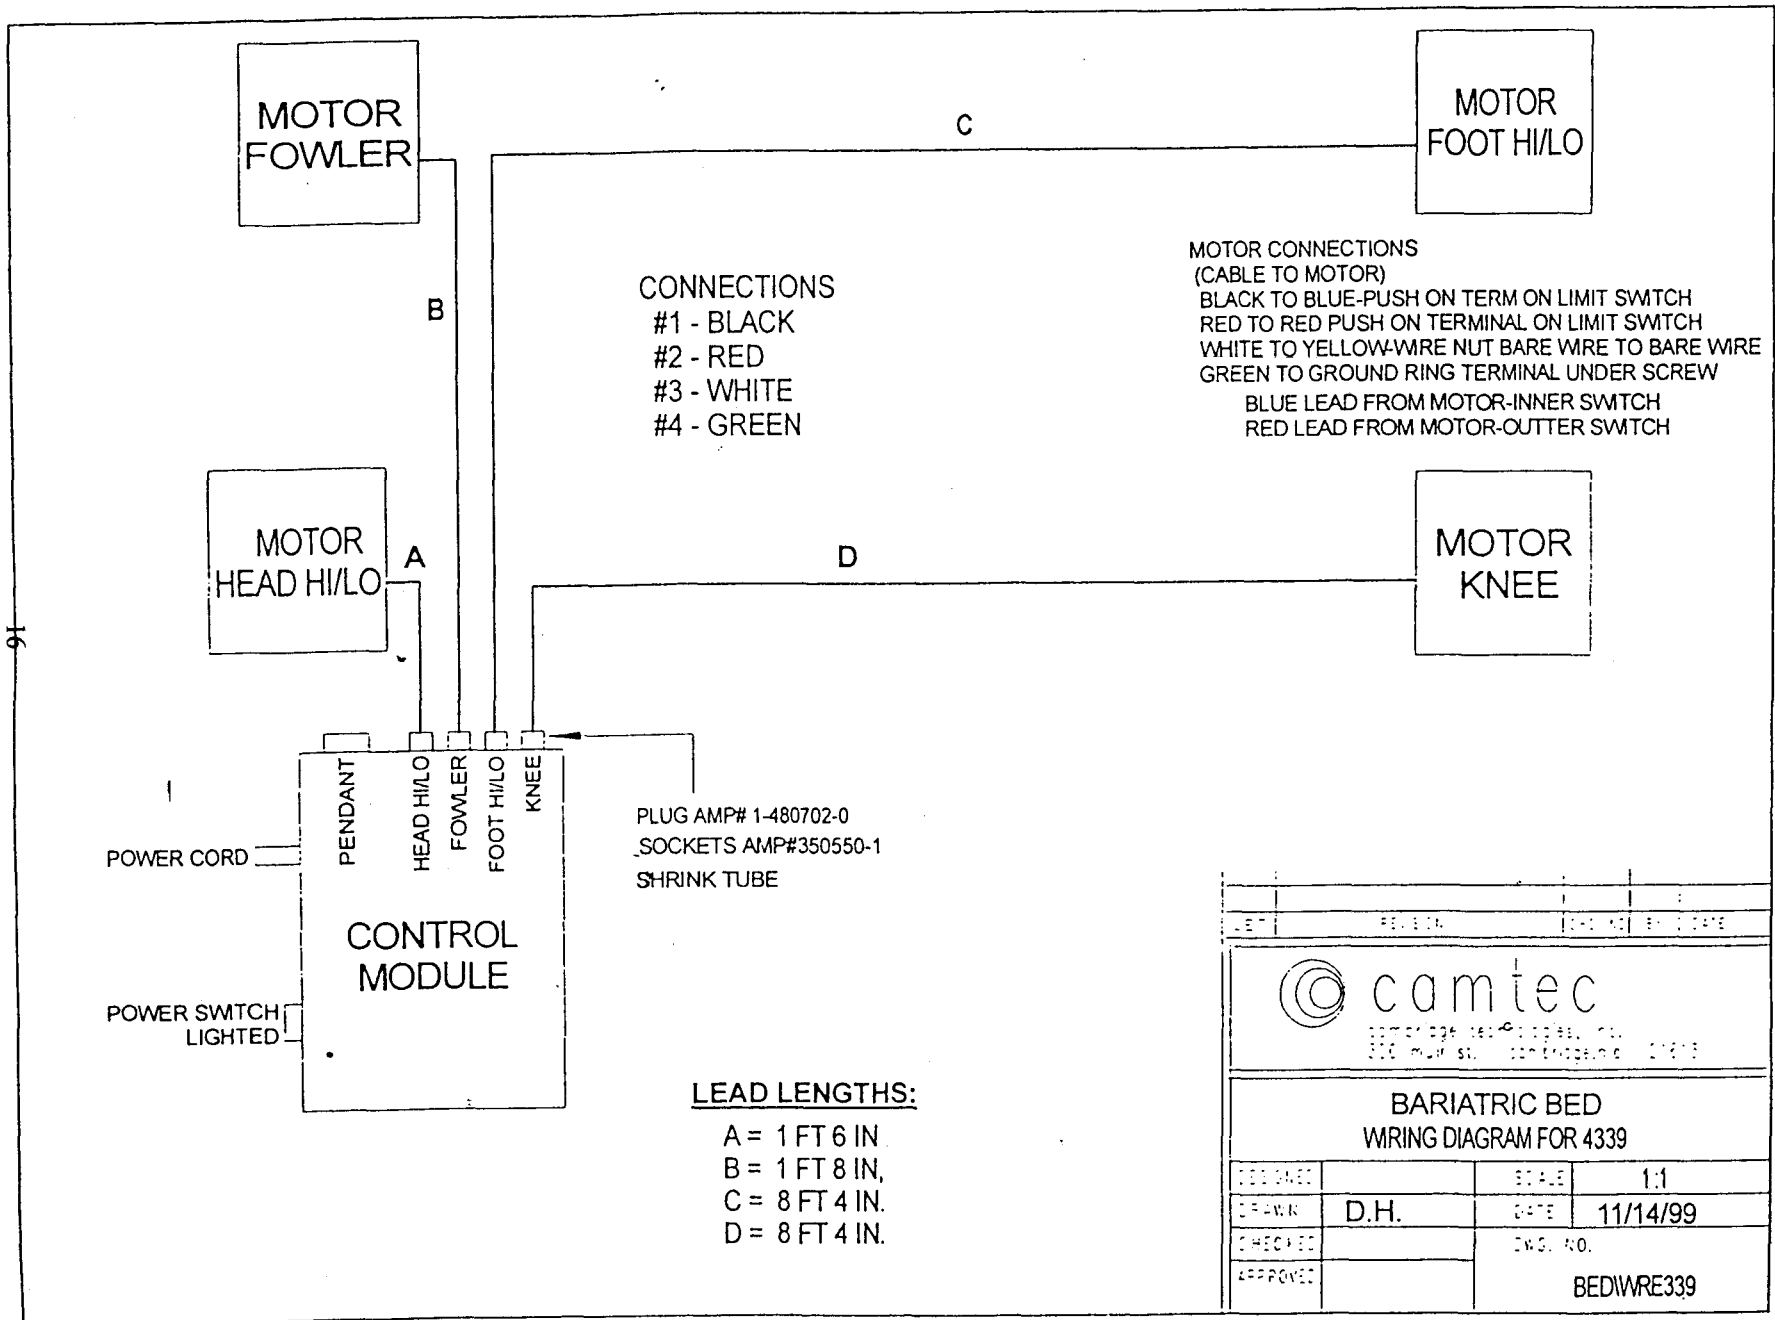 MOTOR
FOWLER
MOTOR
FOOT HI/LO
C
B
CONNECTIONS
#1 - BLACK
#2 - RED
#3 - WHITE
#4 - GREEN
MOTOR CONNECTIONS
(CABLE TO MOTOR)
BLACK TO BLUE-PUSH ON TERM ON LIMIT SWITCH
RED TO RED PUSH ON TERMINAL ON LIMIT SWITCH
WHITE TO YELLOW-WIRE NUT BARE WIRE TO BARE WIRE
GREEN TO GROUND RING TERMINAL UNDER SCREW
BLUE LEAD FROM MOTOR-INNER SWITCH
RED LEAD FROM MOTOR-OUTTER SWITCH
MOTOR
HEAD HI/LO
A
D
MOTOR
KNEE
16
PENDANT
HEAD HI/LO
FOWLER
FOOT HI/LO
KNEE
PLUG AMP# 1-480702-0
SOCKETS AMP#350550-1
SHRINK TUBE
POWER CORD
CONTROL
MODULE
POWER SWITCH
LIGHTED
LEAD LENGTHS:
A = 1 FT 6 IN
B = 1 FT 8 IN,
C = 8 FT 4 IN.
D = 8 FT 4 IN.
REVISION DATE
camtec
BARIATRIC BED
WIRING DIAGRAM FOR 4339
DESIGNED SCALE 1:1
DRAWN D.H. DATE 11/14/99
CHECKED DWG. NO.
APPROVED BED\WRE339